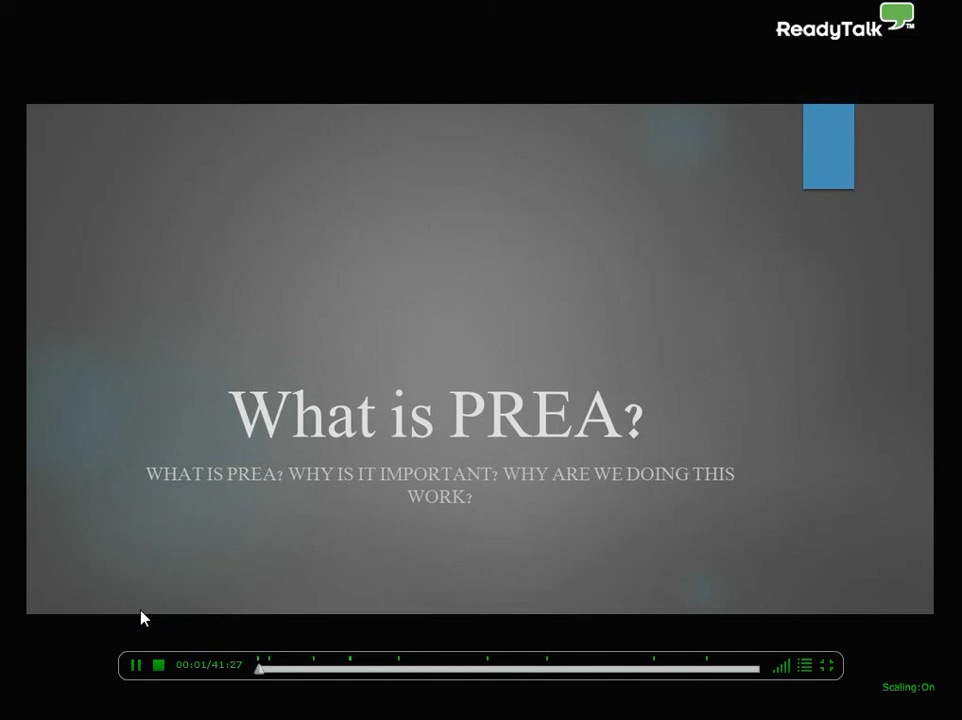 ReadyTalk TM
What is PREA?
WHAT IS PREA? WHY IS IT IMPORTANT? WHY ARE WE DOING THIS
WORK?
00:01/41:27
Scaling:On